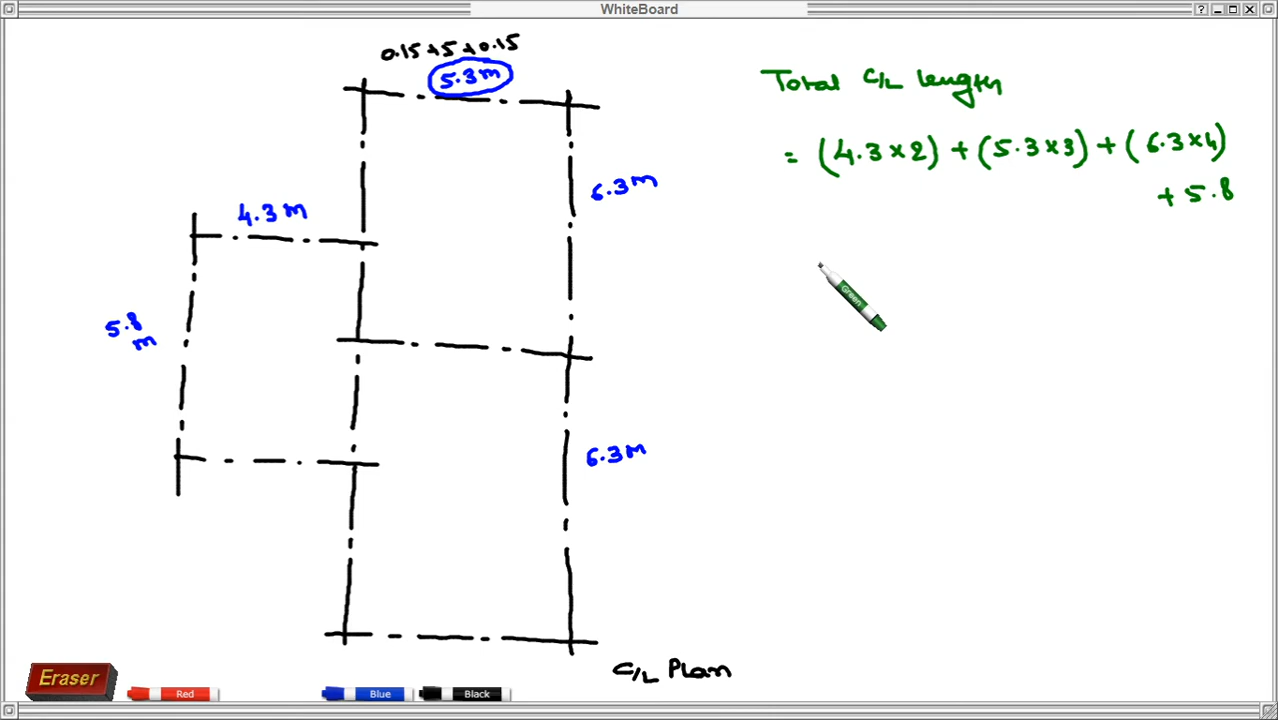 WhiteBoard
0.15+5+0.15
5.3m
Total C/L length
= (4.3×2) + (5.3×3) + (6.3×4)
+ 5.8
6.3m
4.3m
5.8
m
Green
6.3m
C/L Plan
Eraser
Red
Blue
Black